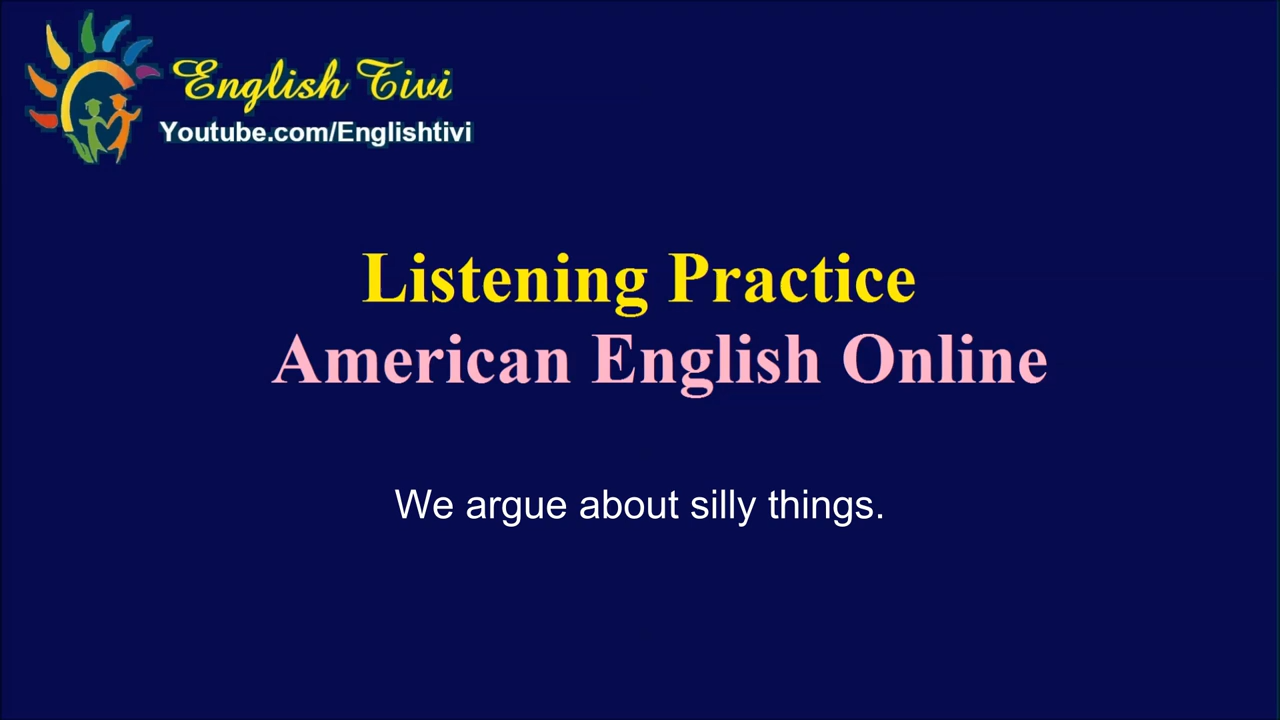 English Tivi
Youtube.com/Englishtivi
Listening Practice
American English Online
We argue about silly things.